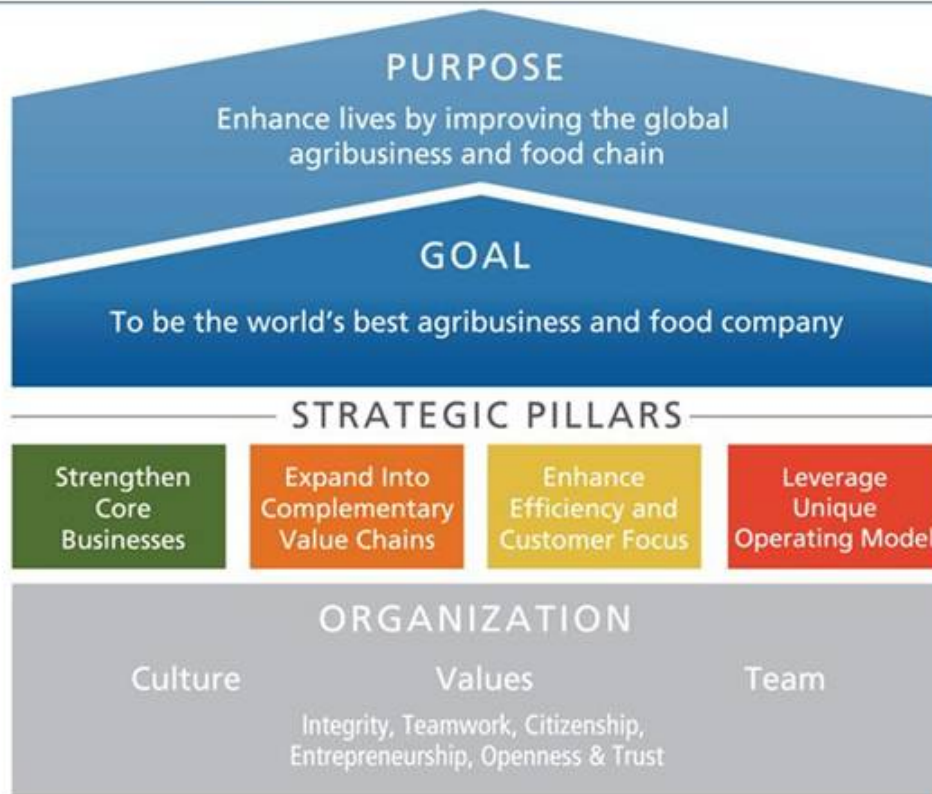 PURPOSE
Enhance lives by improving the global
agribusiness and food chain
GOAL
To be the world's best agribusiness and food company
STRATEGIC PILLARS
Strengthen
Core
Businesses
Expand Into
Complementary
Value Chains
Enhance
Efficiency and
Customer Focus
Leverage
Unique
Operating Model
ORGANIZATION
Culture
Values
Team
Integrity, Teamwork, Citizenship,
Entrepreneurship, Openness & Trust